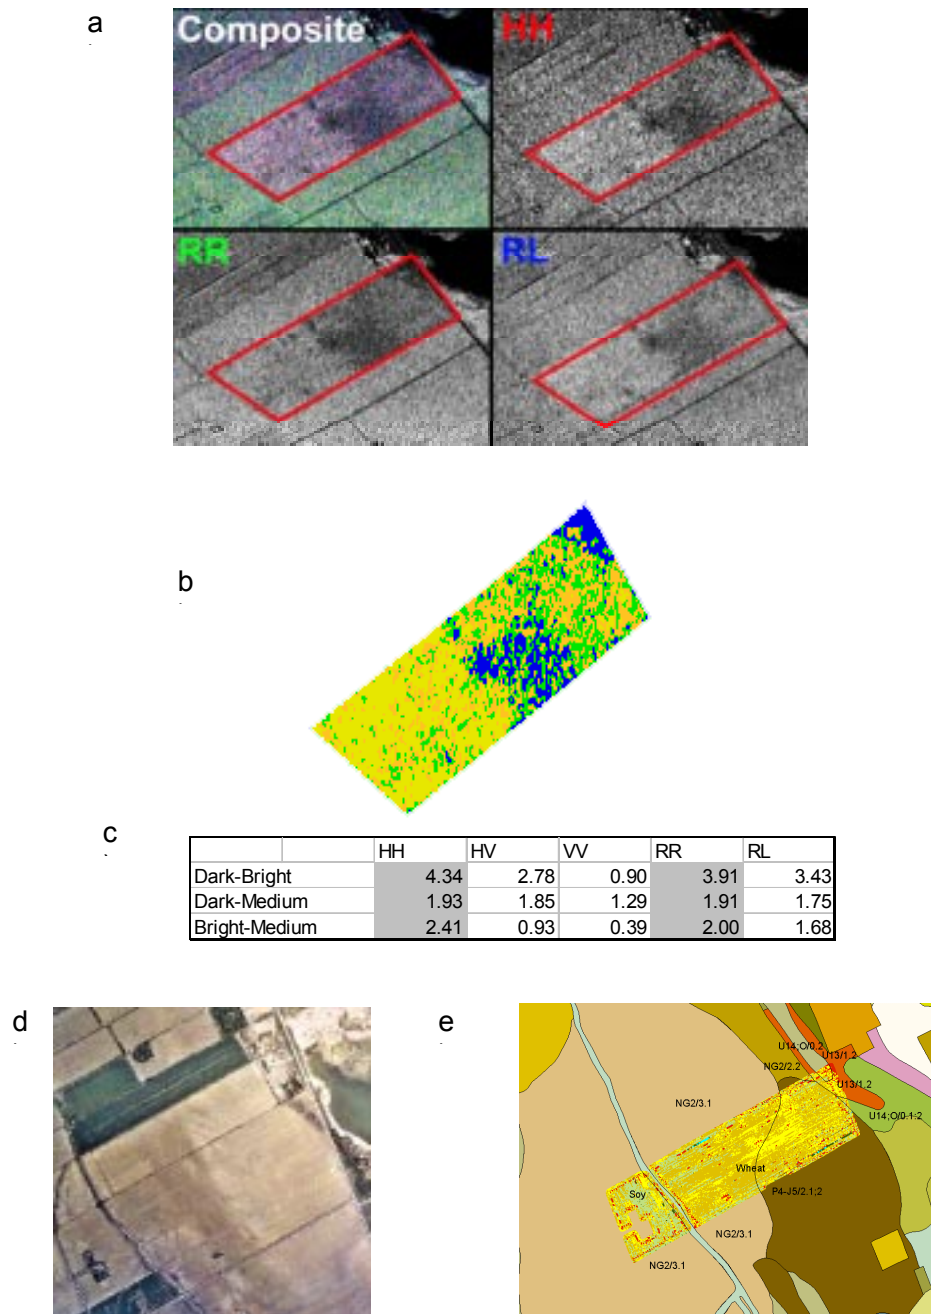 a
.
Composite HH
RR RL
b
.
c
HH HV VV RR RL
Dark-Bright 4.34 2.78 0.90 3.91 3.43
Dark-Medium 1.93 1.85 1.29 1.91 1.75
Bright-Medium 2.41 0.93 0.39 2.00 1.68
d
.
e
.
U14;O/0.2
U13/1.2
NG2/2.2
U13/1.2
NG2/3.1
U14;O/0.1;2
Wheat
Soy
P4-J5/2.1;2
NG2/3.1
NG2/3.1